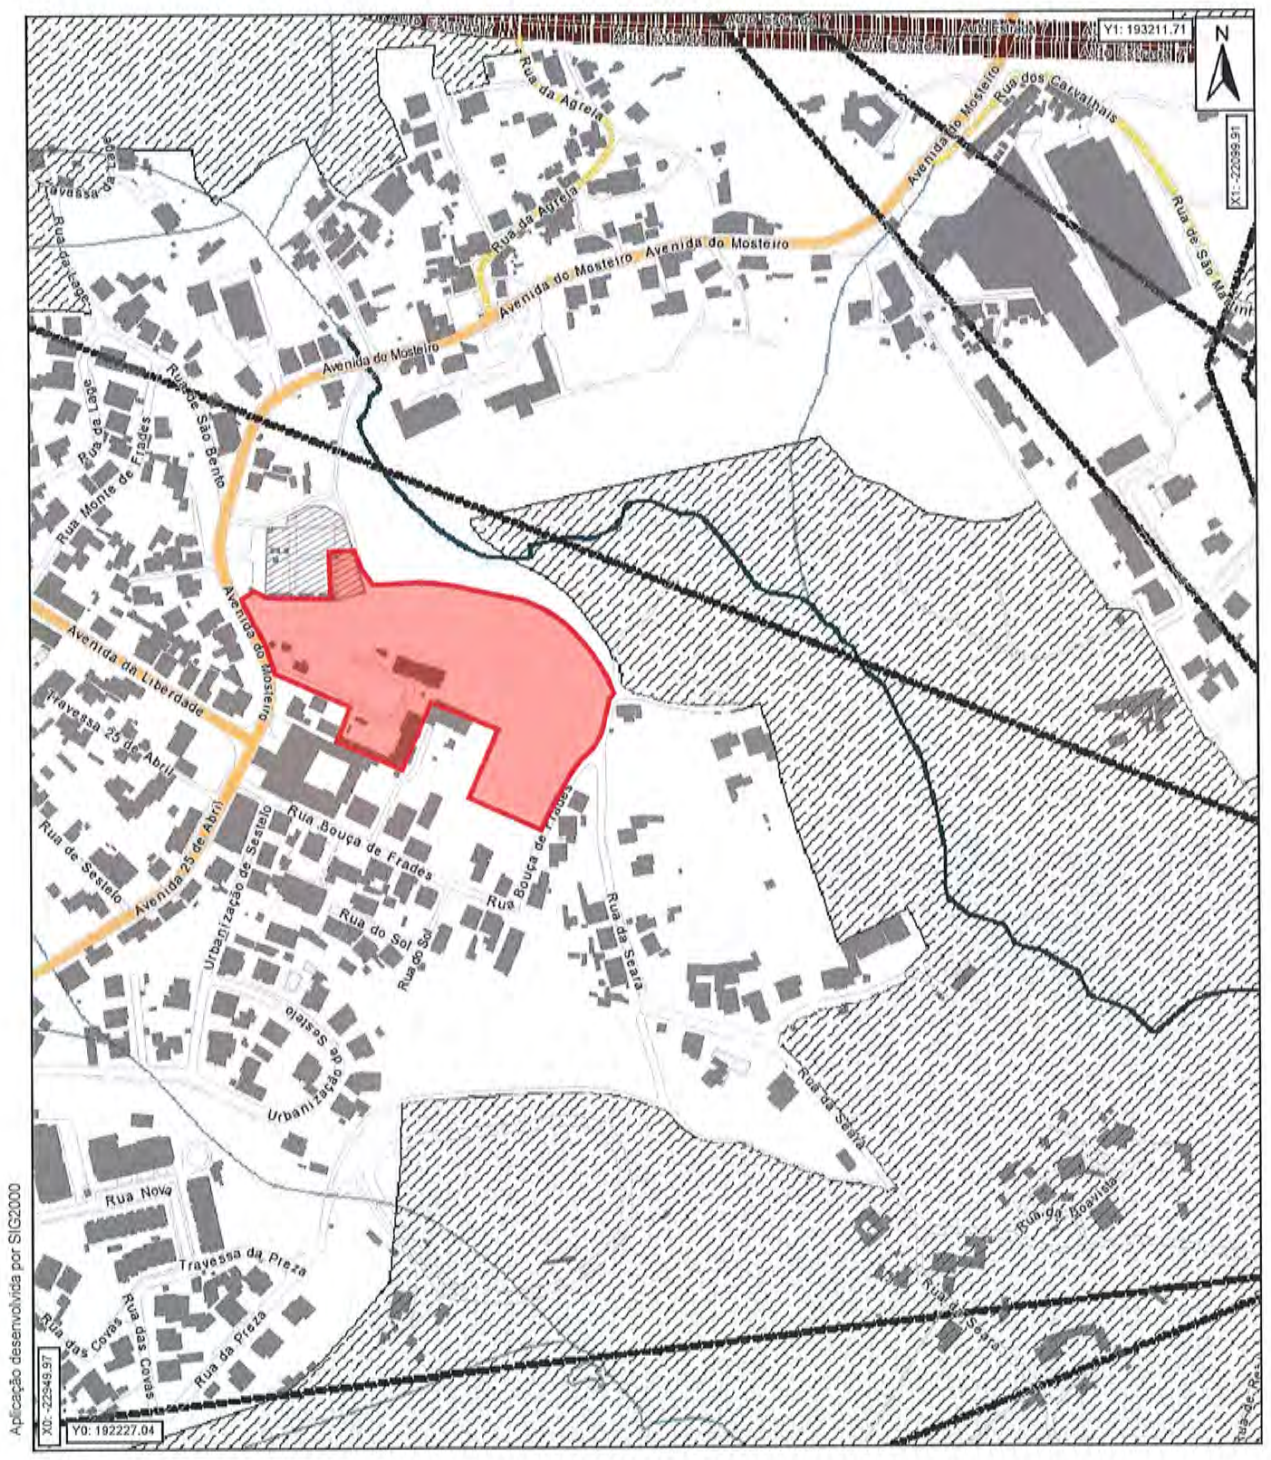 Auto Estrada
Y1: 193211.71
N
X1: -22099.91
Rua da Agrela
Avenida do Mosteiro
Rua dos Carvalhais
Travessa da Lage
Rua da Lage
Rua da Agrela
Avenida do Mosteiro
Avenida do Mosteiro
Rua de São
Avenida do Mosteiro
Rua da Lage
Rua de São Bento
Rua Monte de Frades
Avenida do Mosteiro
Avenida da Liberdade
Travessa 25 de Abril
Avenida 25 de Abril
Rua Bouça de Frades
Rua Bouça de Frades
Rua de Sestelo
Urbanização de Sestelo
Rua do Sol
Rua do Sol
Rua da Seara
Urbanização de Sestelo
Rua da Seara
Rua Nova
Rua da Boavista
Travessa da Preza
Rua da Seara
Rua das Covas
Rua das Covas
Rua da Preza
X0: -22949.97
Y0: 192227.04
Aplicação desenvolvida por SIG2000